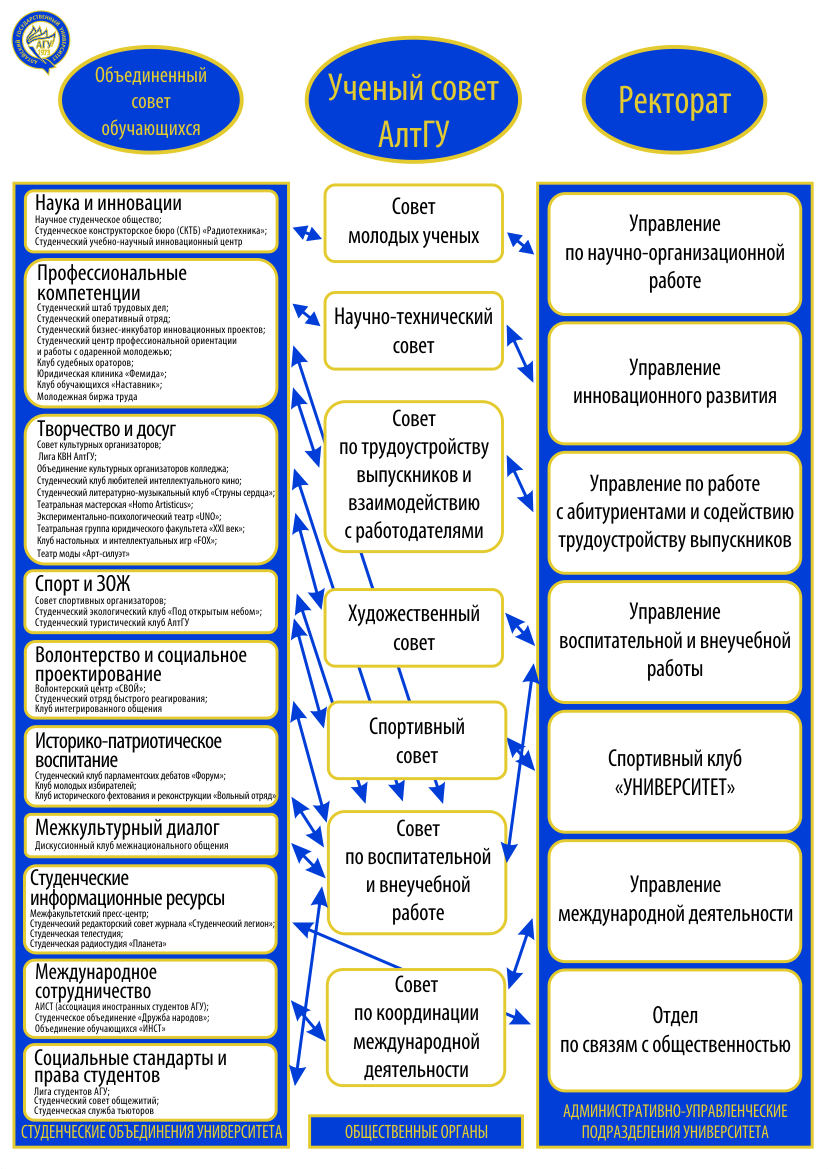 АЛТАЙСКИЙ ГОСУДАРСТВЕННЫЙ УНИВЕРСИТЕТ
АГУ
1973
Объединенный
совет
обучающихся
Ученый совет
АлтГУ
Ректорат
Наука и инновации
Научное студенческое общество;
Студенческое конструкторское бюро (СКТБ) «Радиотехника»;
Студенческий учебно-научный инновационный центр
Профессиональные
компетенции
Студенческий штаб трудовых дел;
Студенческий оперативный отряд;
Студенческий бизнес-инкубатор инновационных проектов;
Студенческий центр профессиональной ориентации
и работы с одаренной молодежью;
Клуб судебных ораторов;
Юридическая клиника «Фемида»;
Клуб обучающихся «Наставник»;
Молодежная биржа труда
Творчество и досуг
Совет культурных организаторов;
Лига КВН АлтГУ;
Объединение культурных организаторов колледжа;
Студенческий клуб любителей интеллектуального кино;
Студенческий литературно-музыкальный клуб «Струны сердца»;
Театральная мастерская «Homo Artisticus»;
Экспериментально-психологический театр «UNO»;
Театральная группа юридического факультета «XXI век»;
Клуб настольных и интеллектуальных игр «FOX»;
Театр моды «Арт-силуэт»
Спорт и ЗОЖ
Совет спортивных организаторов;
Студенческий экологический клуб «Под открытым небом»;
Студенческий туристический клуб АлтГУ
Волонтерство и социальное
проектирование
Волонтерский центр «СВОЙ»;
Студенческий отряд быстрого реагирования;
Клуб интегрированного общения
Историко-патриотическое
воспитание
Студенческий клуб парламентских дебатов «Форум»;
Клуб молодых избирателей;
Клуб исторического фехтования и реконструкции «Вольный отряд»
Межкультурный диалог
Дискуссионный клуб межнационального общения
Студенческие
информационные ресурсы
Межфакультетский пресс-центр;
Студенческий редакторский совет журнала «Студенческий легион»;
Студенческая телестудия;
Студенческая радиостудия «Планета»
Международное
сотрудничество
АИСТ (ассоциация иностранных студентов АГУ);
Студенческое объединение «Дружба народов»;
Объединение обучающихся «ИНСТ»
Социальные стандарты и
права студентов
Лига студентов АГУ;
Студенческий совет общежитий;
Студенческая служба тьюторов
СТУДЕНЧЕСКИЕ ОБЪЕДИНЕНИЯ УНИВЕРСИТЕТА
Совет
молодых ученых
Научно-технический
совет
Совет
по трудоустройству
выпускников и
взаимодействию
с работодателями
Художественный
совет
Спортивный
совет
Совет
по воспитательной
и внеучебной
работе
Совет
по координации
международной
деятельности
ОБЩЕСТВЕННЫЕ ОРГАНЫ
Управление
по научно-организационной
работе
Управление
инновационного развития
Управление по работе
с абитуриентами и содействию
трудоустройству выпускников
Управление
воспитательной и внеучебной
работы
Спортивный клуб
«УНИВЕРСИТЕТ»
Управление
международной деятельности
Отдел
по связям с общественностью
АДМИНИСТРАТИВНО-УПРАВЛЕНЧЕСКИЕ
ПОДРАЗДЕЛЕНИЯ УНИВЕРСИТЕТА